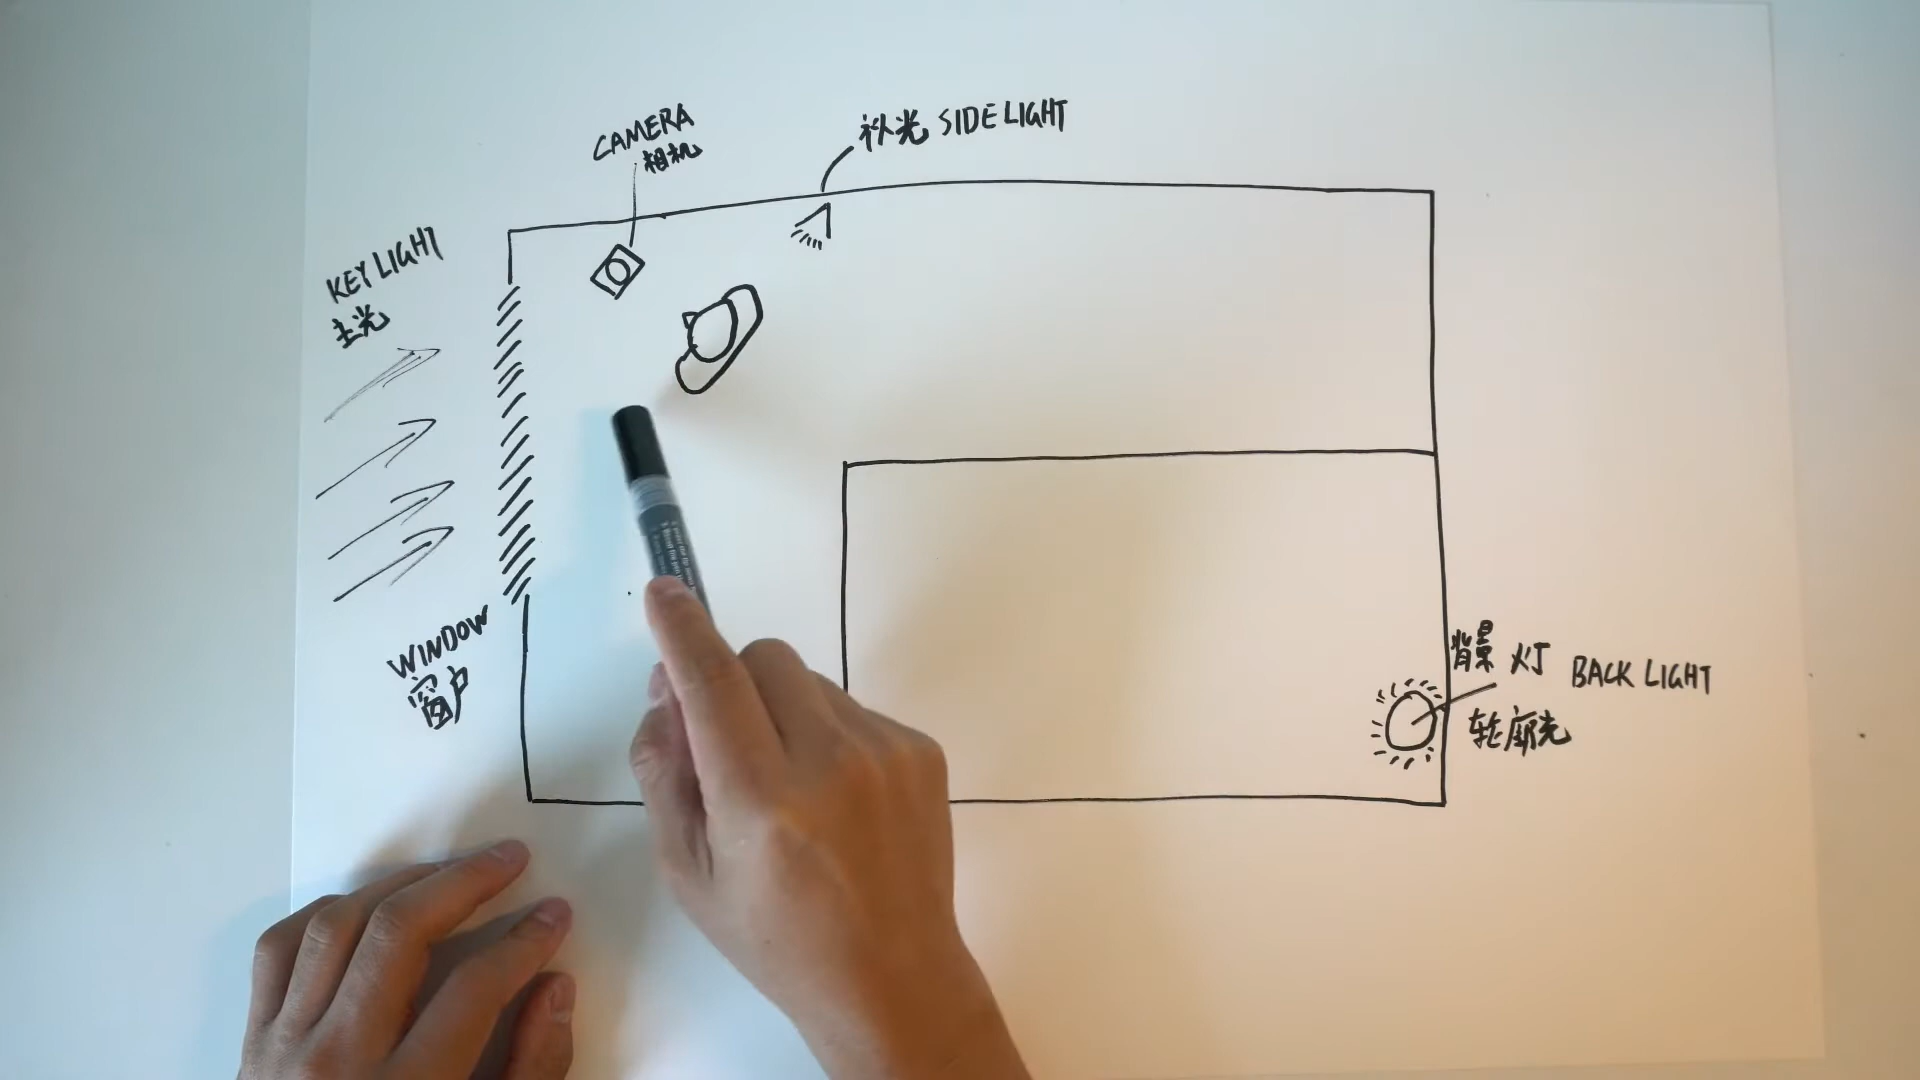 CAMERA
相机
补光 SIDE LIGHT
KEY LIGHT
主光
WINDOW
窗户
背景灯 BACK LIGHT
轮廓光